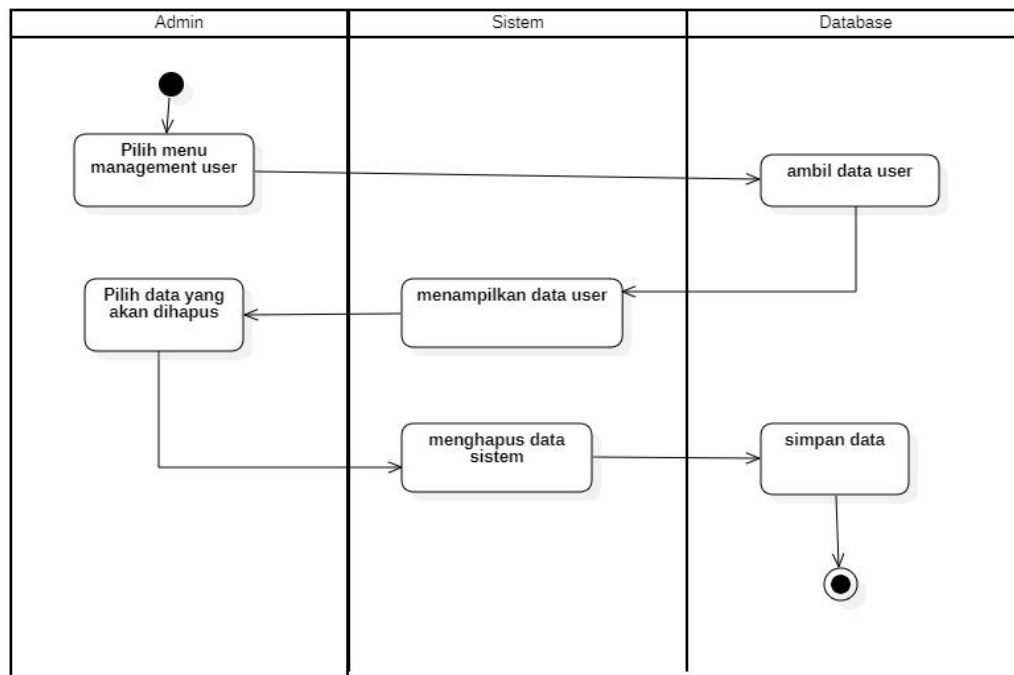 Admin
Sistem
Database
Pilih menu
management user
ambil data user
Pilih data yang
akan dihapus
menampilkan data user
menghapus data
sistem
simpan data